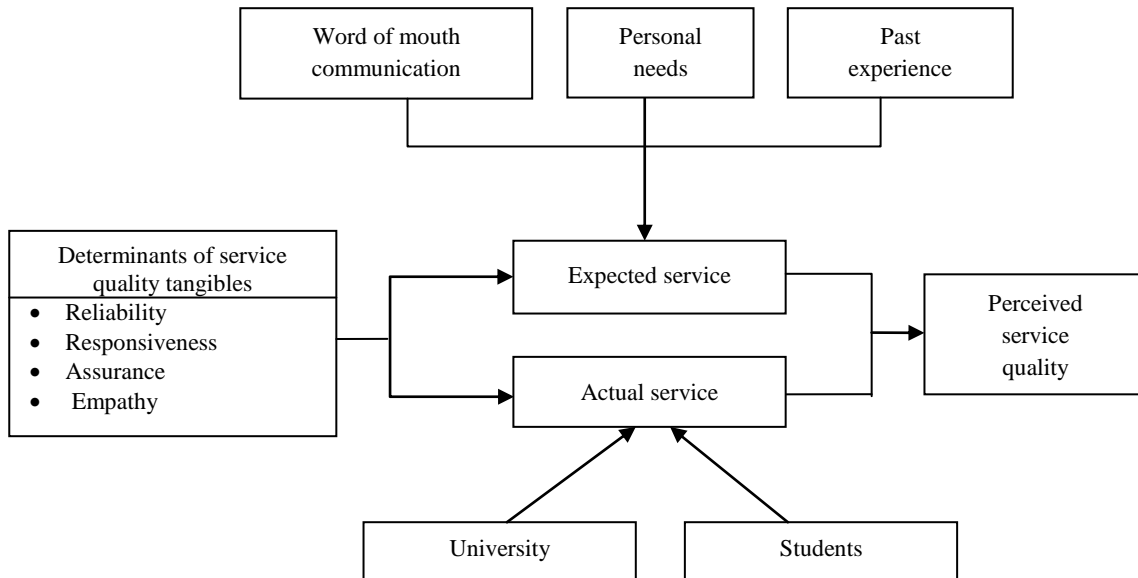 Word of mouth
communication
Personal
needs
Past
experience
Determinants of service
quality tangibles
• Reliability
• Responsiveness
• Assurance
• Empathy
Expected service
Actual service
Perceived
service
quality
University
Students